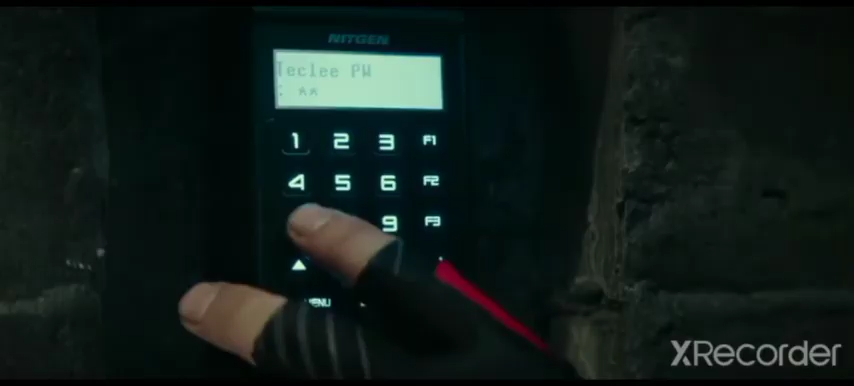 NITGEN
Teclee PW
: **
1 2 3 F1
4 5 6 F2
9 F3
▲
MENU
XRecorder